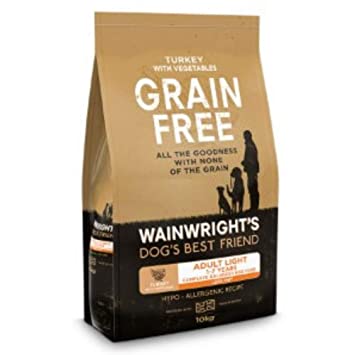 TURKEY
WITH VEGETABLES
GRAIN
FREE
ALL THE GOODNESS
WITH NONE
OF THE GRAIN
WAINWRIGHT'S
DOG'S BEST FRIEND
ADULT LIGHT
1-7 YEARS
TURKEY
HYPO - ALLERGENIC RECIPE
10kg